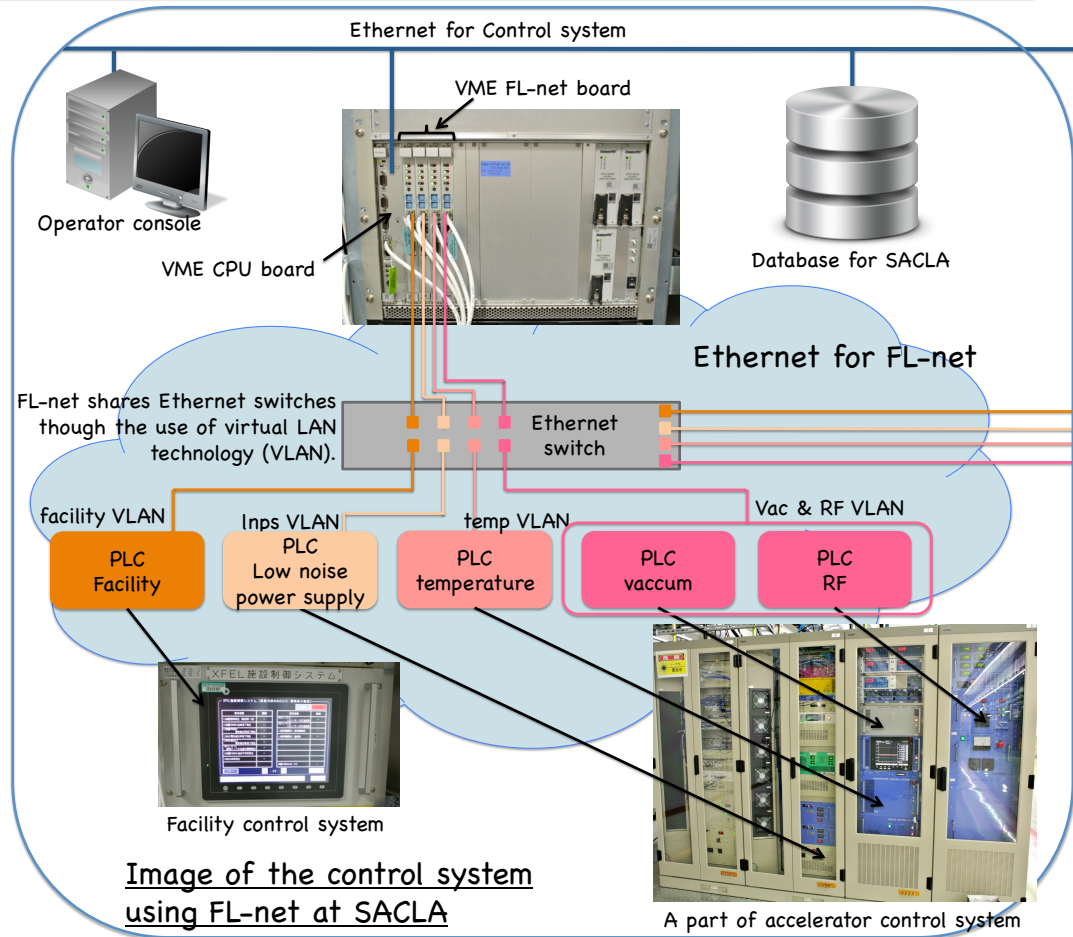 Ethernet for Control system
VME FL-net board
Operator console
VME CPU board
Database for SACLA
Ethernet for FL-net
FL-net shares Ethernet switches
though the use of virtual LAN
technology (VLAN).
Ethernet
switch
facility VLAN
lnps VLAN
temp VLAN
Vac & RF VLAN
PLC
Facility
PLC
Low noise
power supply
PLC
temperature
PLC
vaccum
PLC
RF
XFEL施設制御システム
Facility control system
Image of the control system
using FL-net at SACLA
A part of accelerator control system